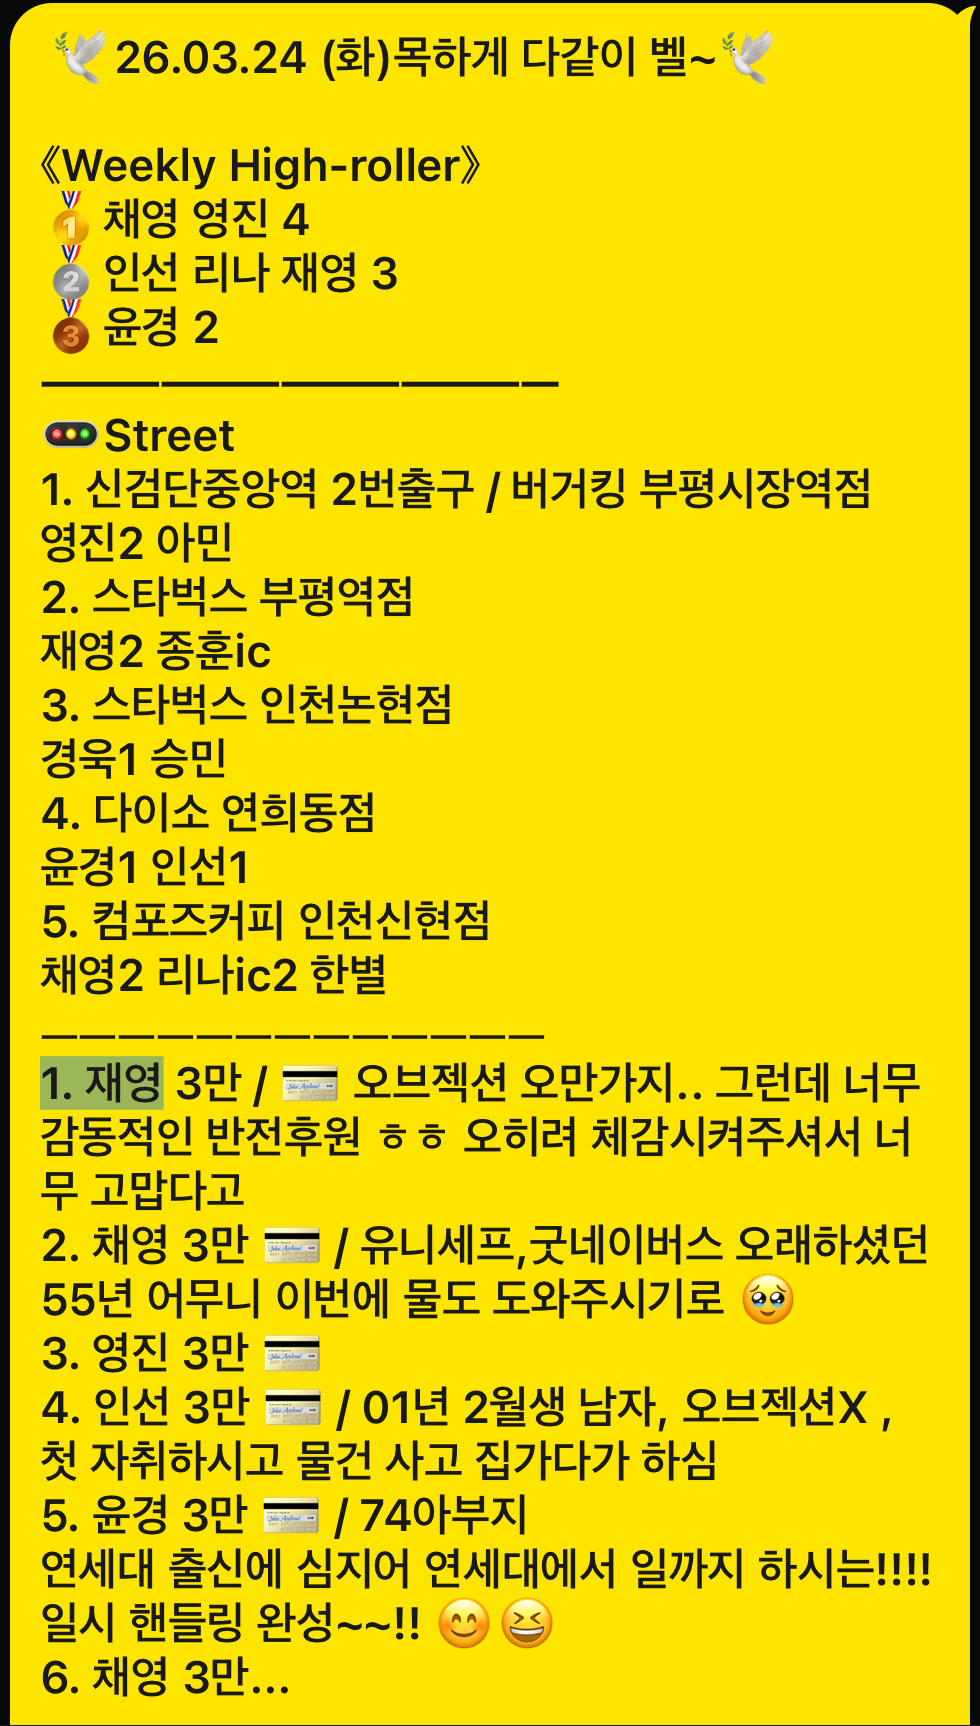 🕊️26.03.24 (화)목하게 다같이 벨~🕊️
《Weekly High-roller》
🥇채영 영진 4
🥈인선 리나 재영 3
🥉윤경 2
—————————————
🚥Street
1. 신검단중앙역 2번출구 / 버거킹 부평시장역점
영진2 아민
2. 스타벅스 부평역점
재영2 종훈ic
3. 스타벅스 인천논현점
경욱1 승민
4. 다이소 연희동점
윤경1 인선1
5. 컴포즈커피 인천신현점
채영2 리나ic2 한별
—————————————
1. 재영 3만 / 💳 오브젝션 오만가지.. 그런데 너무
감동적인 반전후원 ㅎㅎ 오히려 체감시켜주셔서 너
무 고맙다고
2. 채영 3만 💳 / 유니세프,굿네이버스 오래하셨던
55년 어무니 이번에 물도 도와주시기로 🥹
3. 영진 3만 💳
4. 인선 3만 💳 / 01년 2월생 남자, 오브젝션X ,
첫 자취하시고 물건 사고 집가다가 하심
5. 윤경 3만 💳 / 74아부지
연세대 출신에 심지어 연세대에서 일까지 하시는!!!!
일시 핸들링 완성~~!! 😊😆
6. 채영 3만...